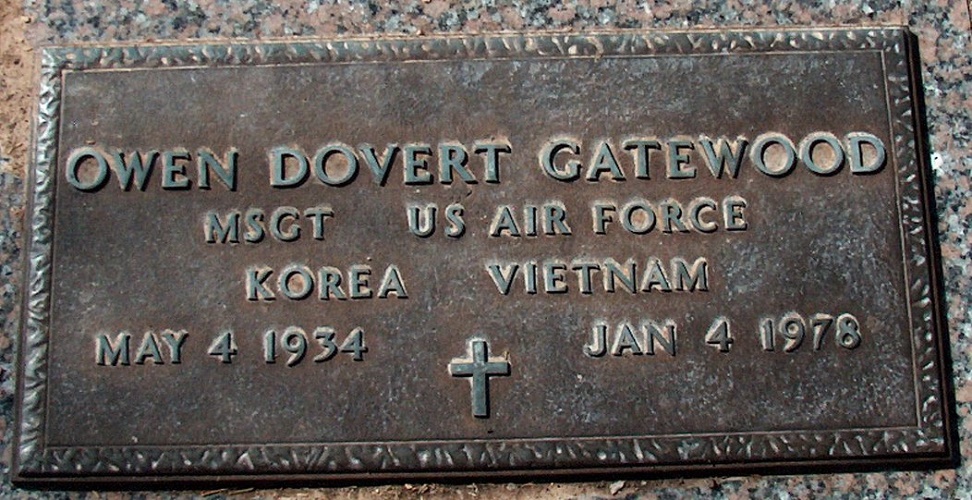 OWEN DOVERT GATEWOOD
MSGT US AIR FORCE
KOREA VIETNAM
MAY 4 1934 JAN 4 1978